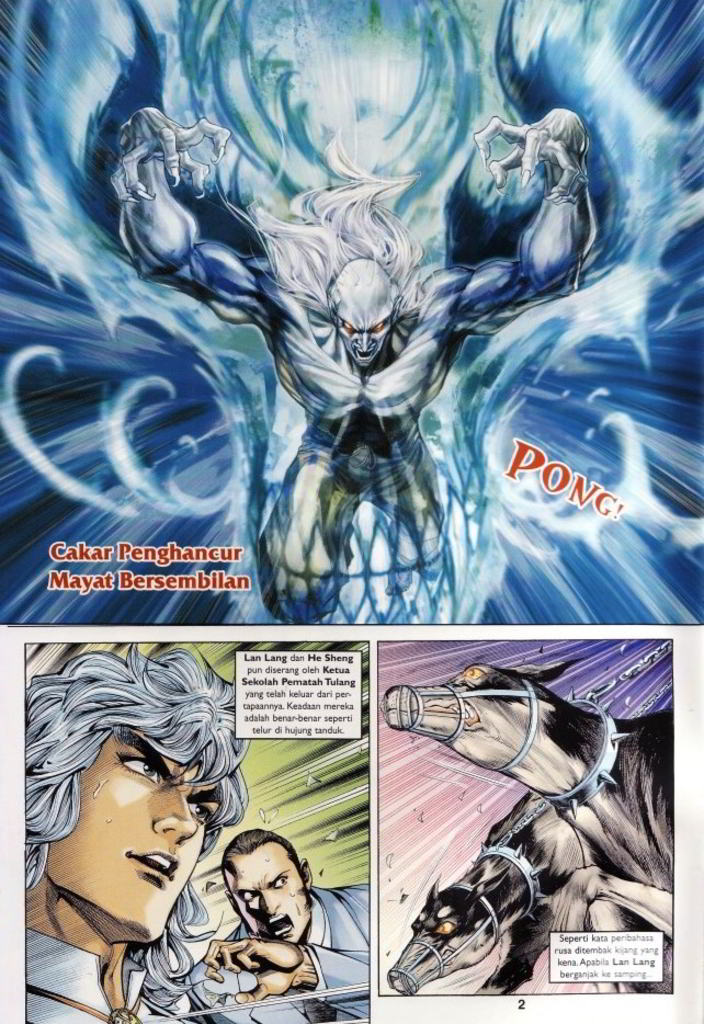 PONG!
Cakar Penghancur
Mayat Bersembilan
Lan Lang dan He Sheng
pun diserang oleh Ketua
Sekolah Pematah Tulang
yang telah keluar dari per-
tapaannya. Keadaan mereka
adalah benar-benar seperti
telur di hujung tanduk.
Seperti kata peribahasa
rusa ditembak kijang yang
kena. Apabila Lan Lang
berganjak ke samping...
2